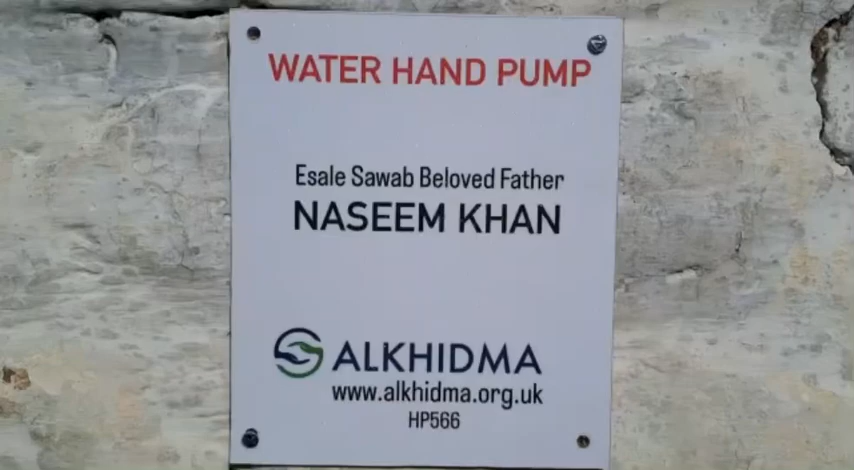 WATER HAND PUMP
Esale Sawab Beloved Father
NASEEM KHAN
ALKHIDMA
www.alkhidma.org.uk
HP566